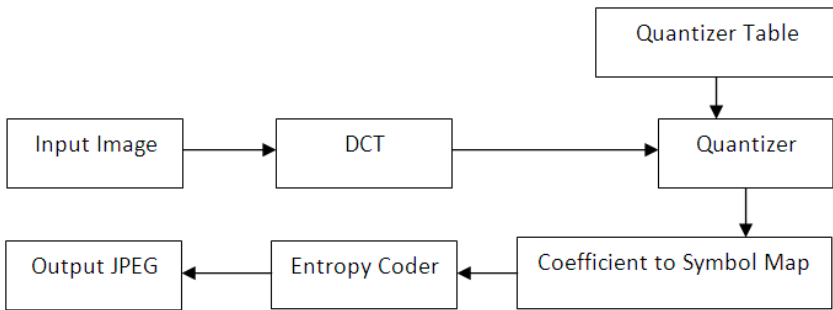 Quantizer Table
Input Image
DCT
Quantizer
Output JPEG
Entropy Coder
Coefficient to Symbol Map